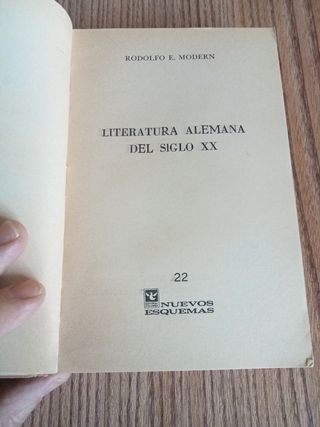 RODOLFO E. MODERN
LITERATURA ALEMANA
DEL SIGLO XX
22
NUEVOS
ESQUEMAS